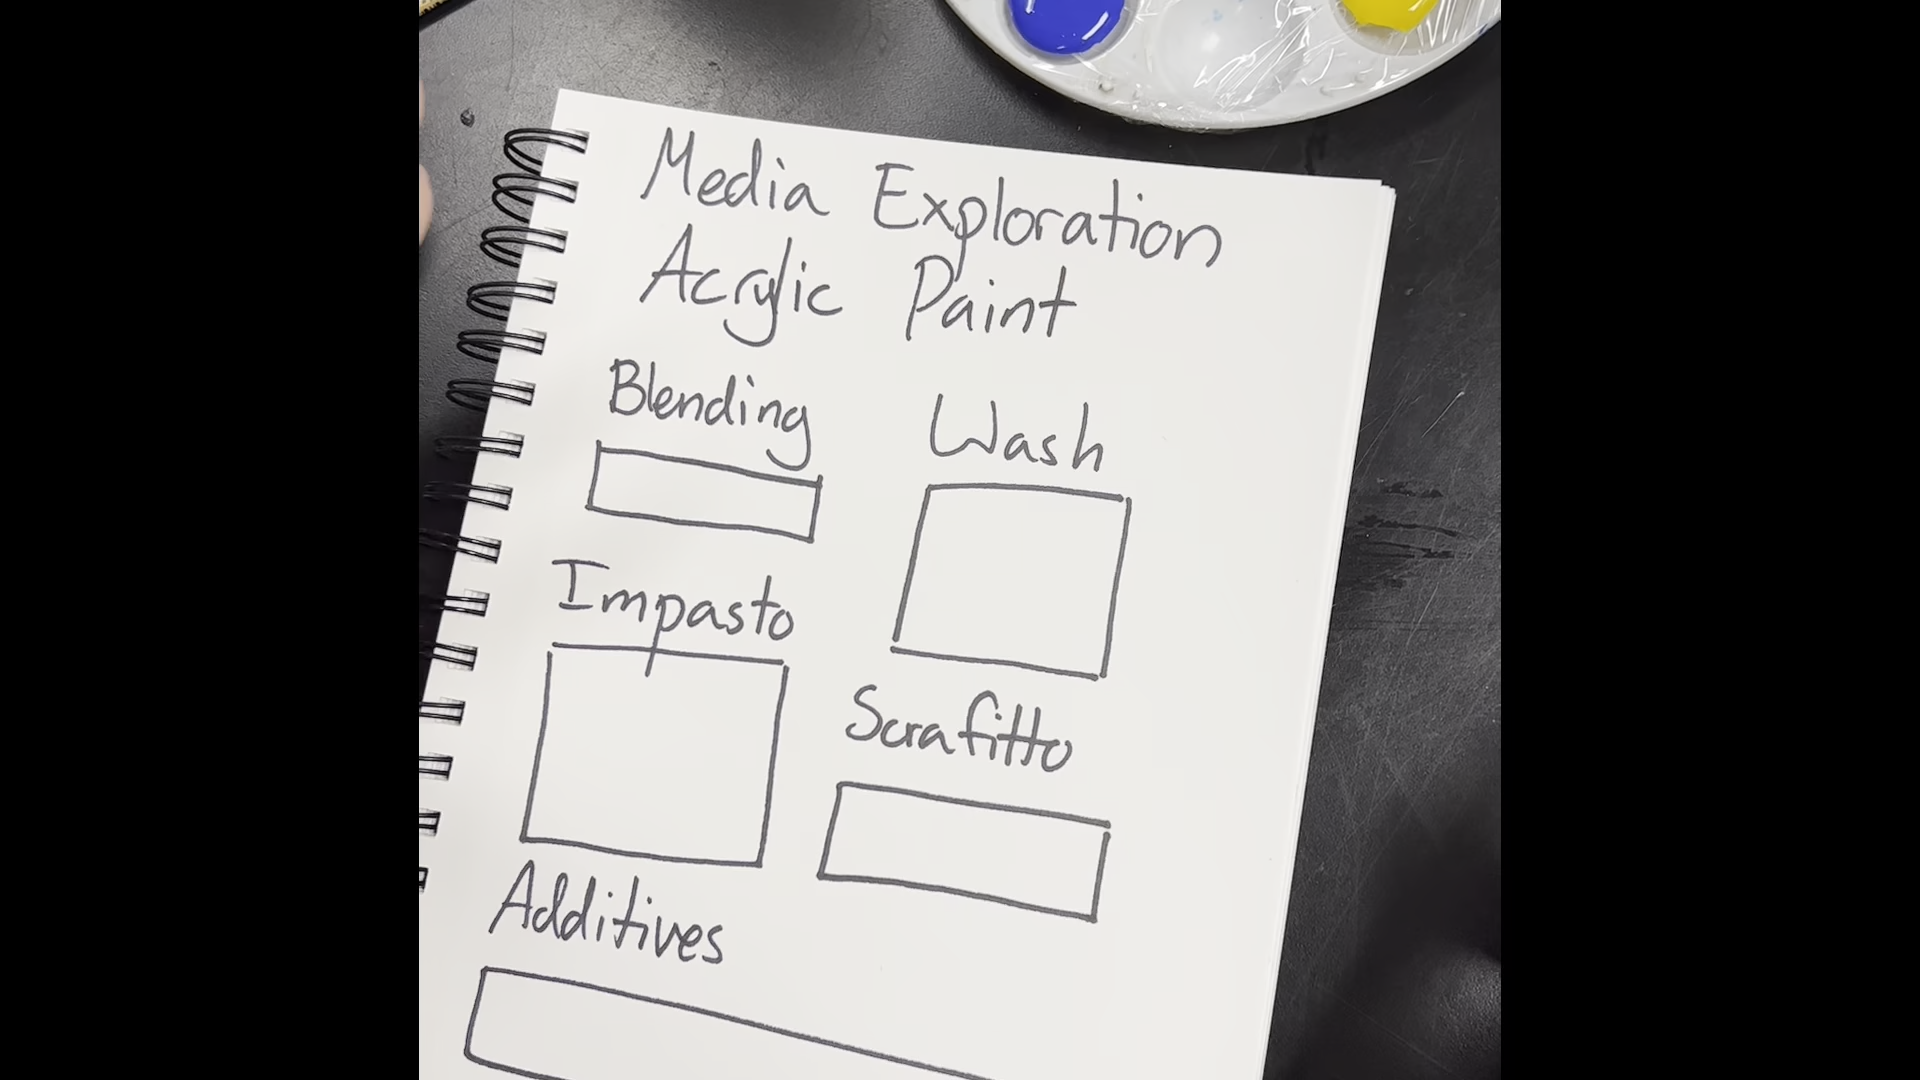 Media Exploration
Acrylic Paint
Blending
Wash
Impasto
Scrafitto
Additives